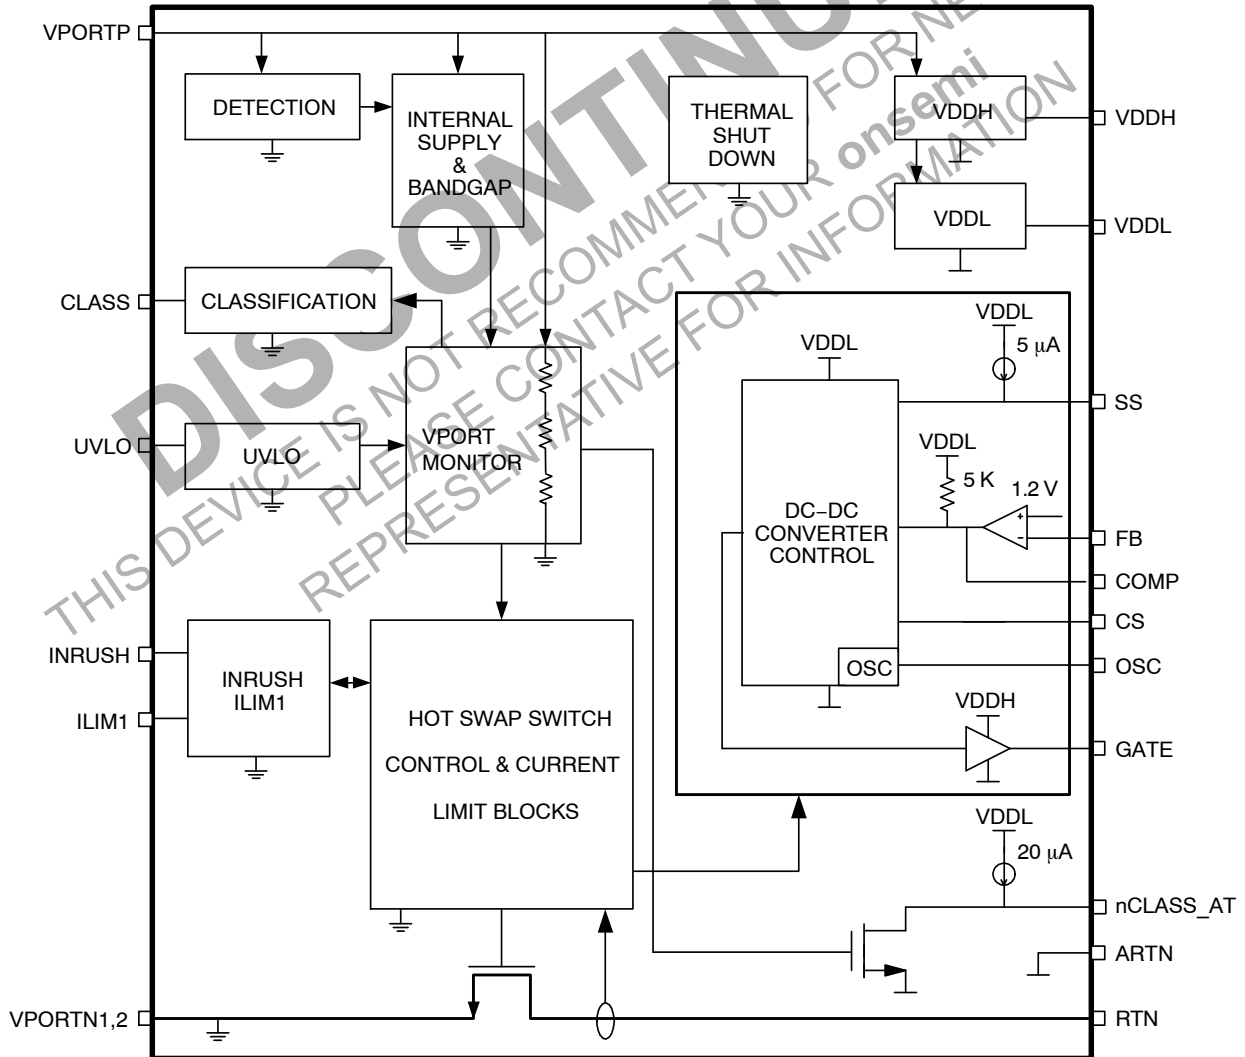 VPORTP
DETECTION
INTERNAL
SUPPLY
&
BANDGAP
THERMAL
SHUT
DOWN
VDDH
VDDH
VDDL
VDDL
CLASS
CLASSIFICATION
UVLO
UVLO
VPORT
MONITOR
VDDL
VDDL
5 µA
SS
VDDL
5 K
1.2 V
+
−
FB
DC−DC
CONVERTER
CONTROL
COMP
CS
OSC
OSC
VDDH
GATE
INRUSH
ILIM1
INRUSH
ILIM1
HOT SWAP SWITCH
CONTROL & CURRENT
LIMIT BLOCKS
VDDL
20 µA
nCLASS_AT
ARTN
VPORTN1,2
RTN
DISCONTINU
THIS DEVICE IS NOT RECOMMEN FOR NE
PLEASE CONTACT YOUR onsemi
REPRESENTATIVE FOR INFORMATION